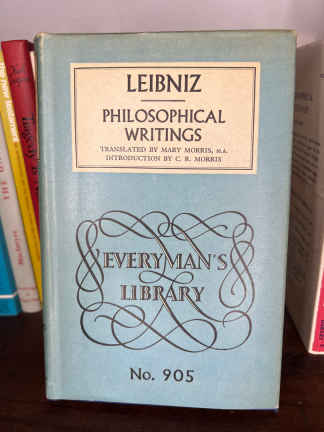 LEIBNIZ
PHILOSOPHICAL
WRITINGS
TRANSLATED BY MARY MORRIS, M.A.
INTRODUCTION BY C. R. MORRIS
EVERYMAN'S
LIBRARY
No. 905